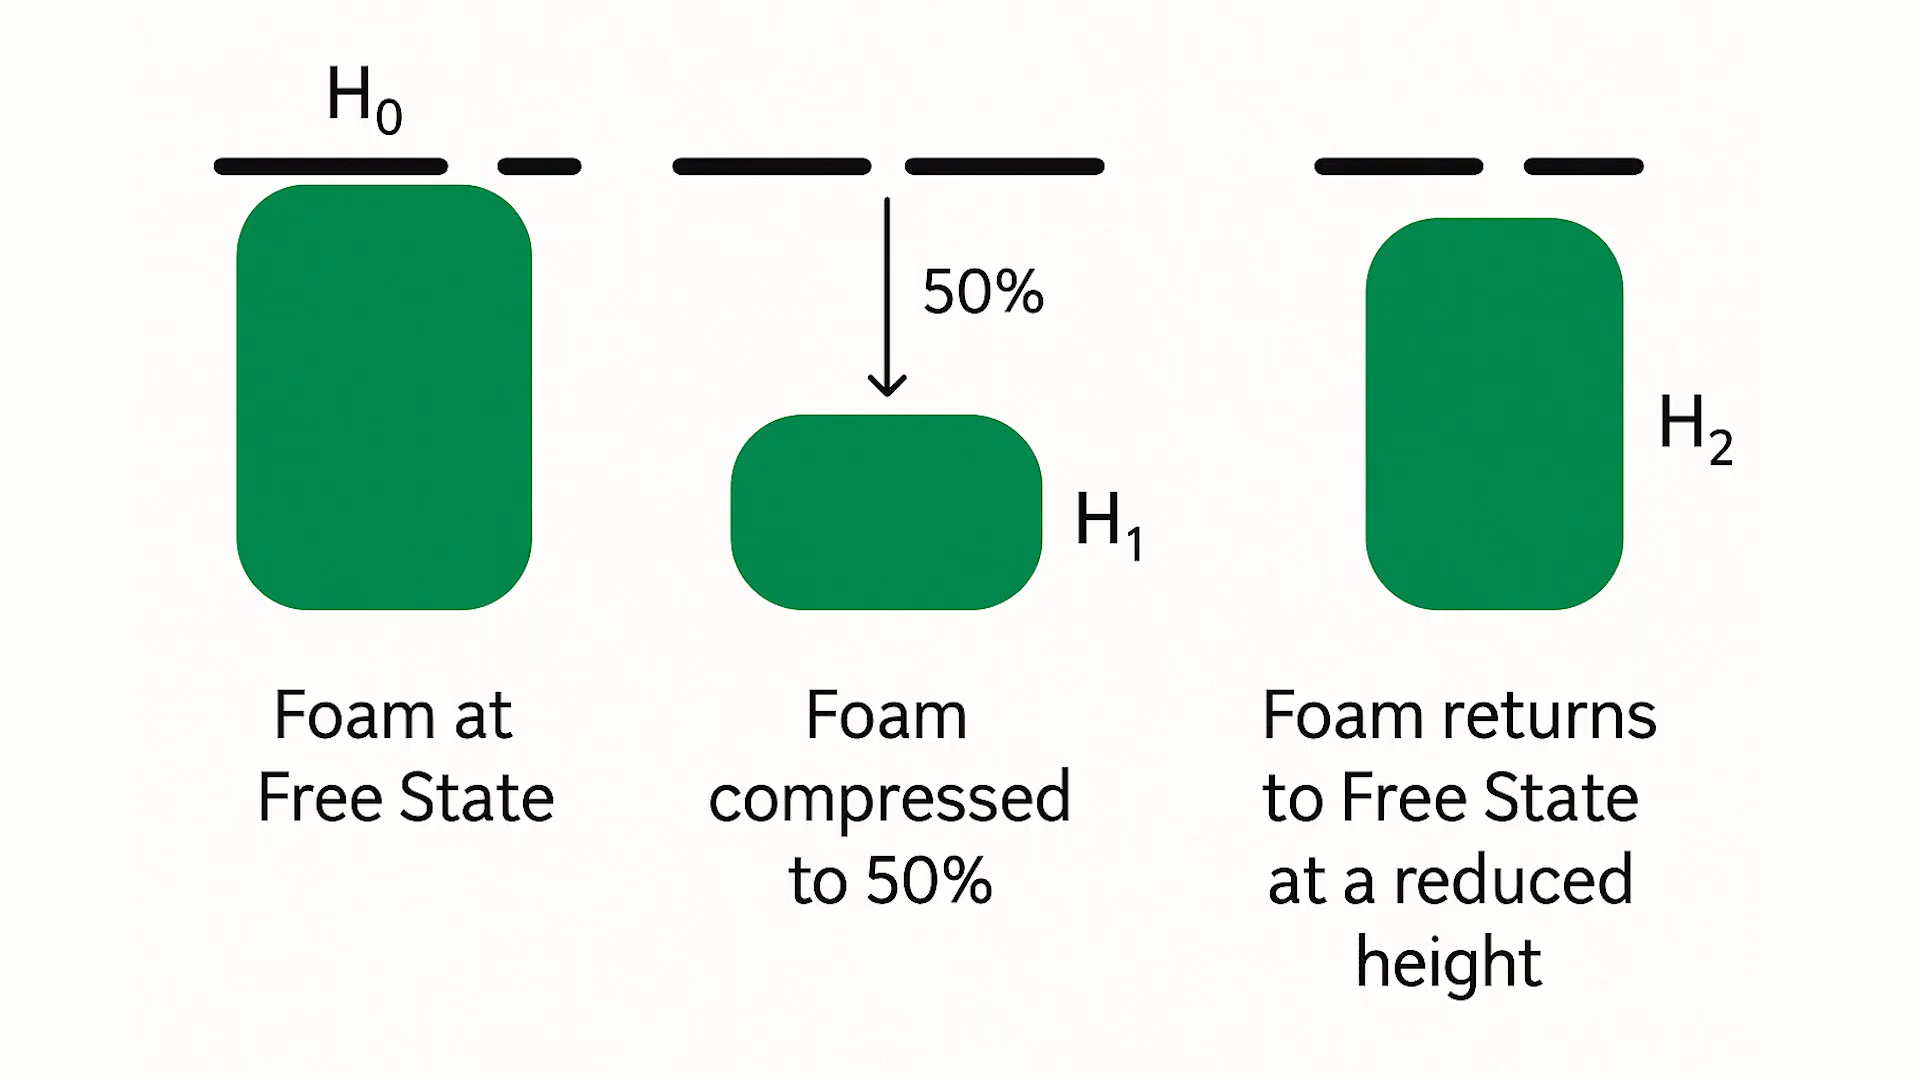 H₀
50%
H₁
H₂
Foam at
Free State
Foam
compressed
to 50%
Foam returns
to Free State
at a reduced
height